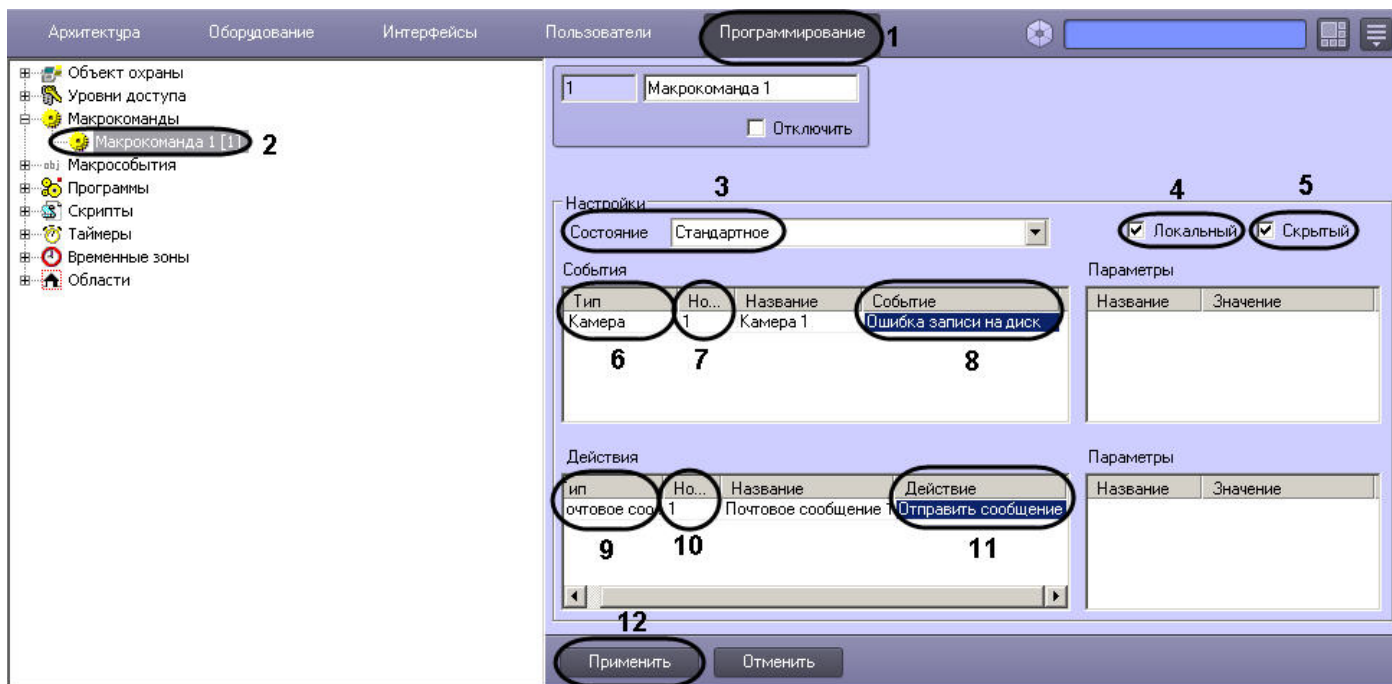 Архитектура Оборудование Интерфейсы Пользователи Программирование 1
Объект охраны
Уровни доступа
Макрокоманды
Макрокоманда 1 [1] 2
obj Макрособытия
Программы
Скрипты
Таймеры
Временные зоны
Области
1 Макрокоманда 1
Отключить
3 4 5
Настройки
Состояние Стандартное Локальный Скрытый
События Параметры
Тип Но... Название Событие Название Значение
Камера 1 Камера 1 Ошибка записи на диск
6 7 8
Действия Параметры
ип Но... Название Действие Название Значение
очтовое соо 1 Почтовое сообщение 1 Отправить сообщение
9 10 11
12
Применить Отменить